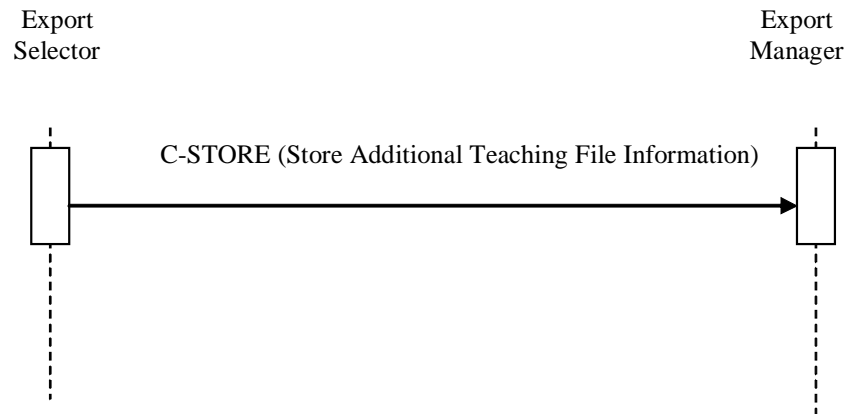 Export
Selector
Export
Manager
C-STORE (Store Additional Teaching File Information)